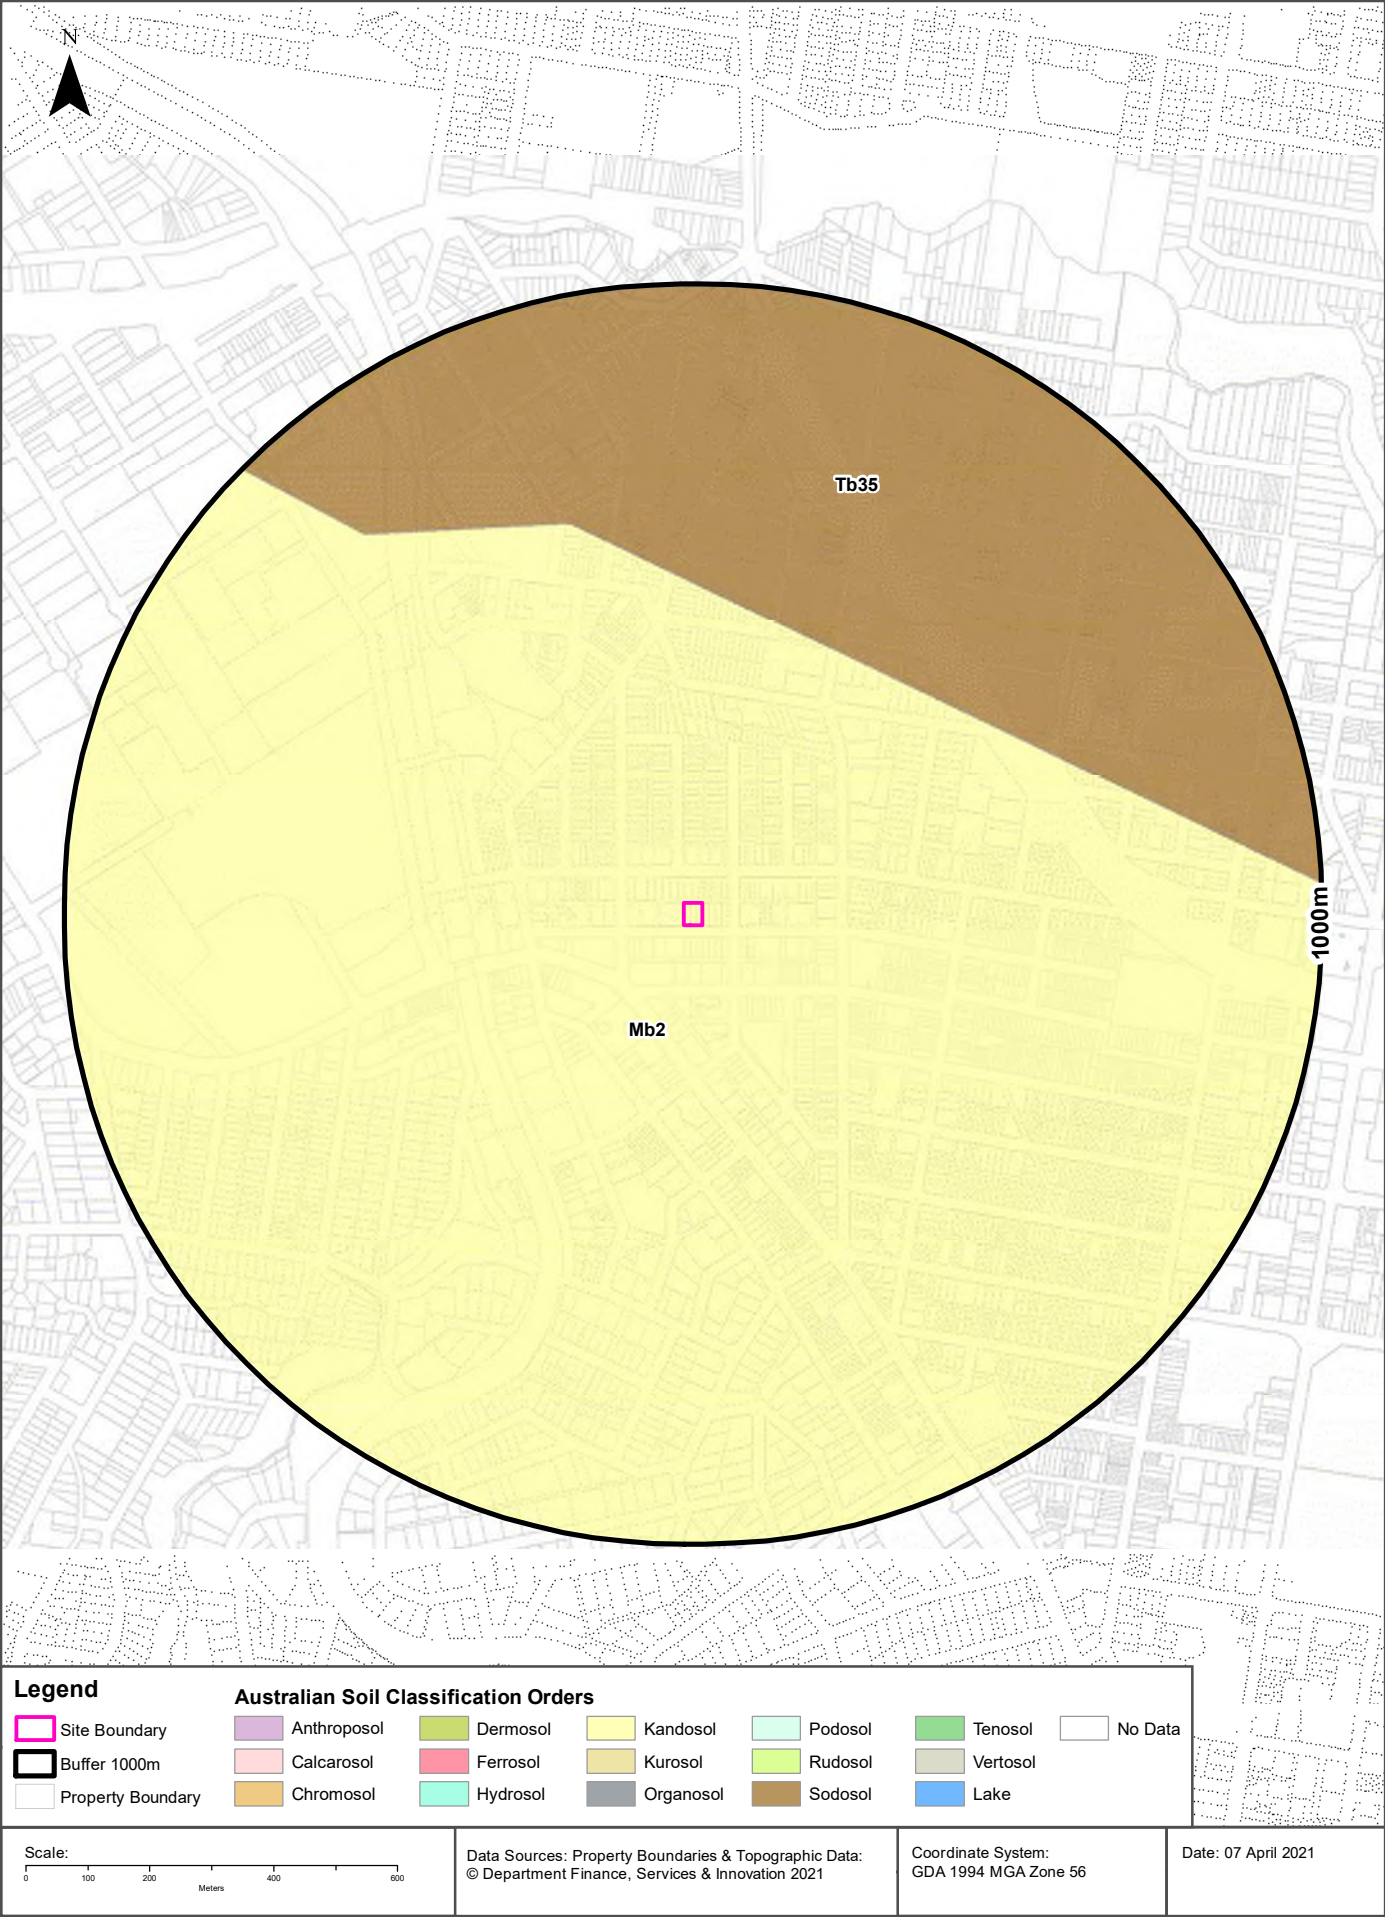 N
Tb35
1000m
Mb2
Legend
Site Boundary
Buffer 1000m
Property Boundary
Australian Soil Classification Orders
Anthroposol
Dermosol
Kandosol
Podosol
Tenosol
No Data
Calcarosol
Ferrosol
Kurosol
Rudosol
Vertosol
Chromosol
Hydrosol
Organosol
Sodosol
Lake
Scale:
0 100 200 400 600
Meters
Data Sources: Property Boundaries & Topographic Data:
© Department Finance, Services & Innovation 2021
Coordinate System:
GDA 1994 MGA Zone 56
Date: 07 April 2021